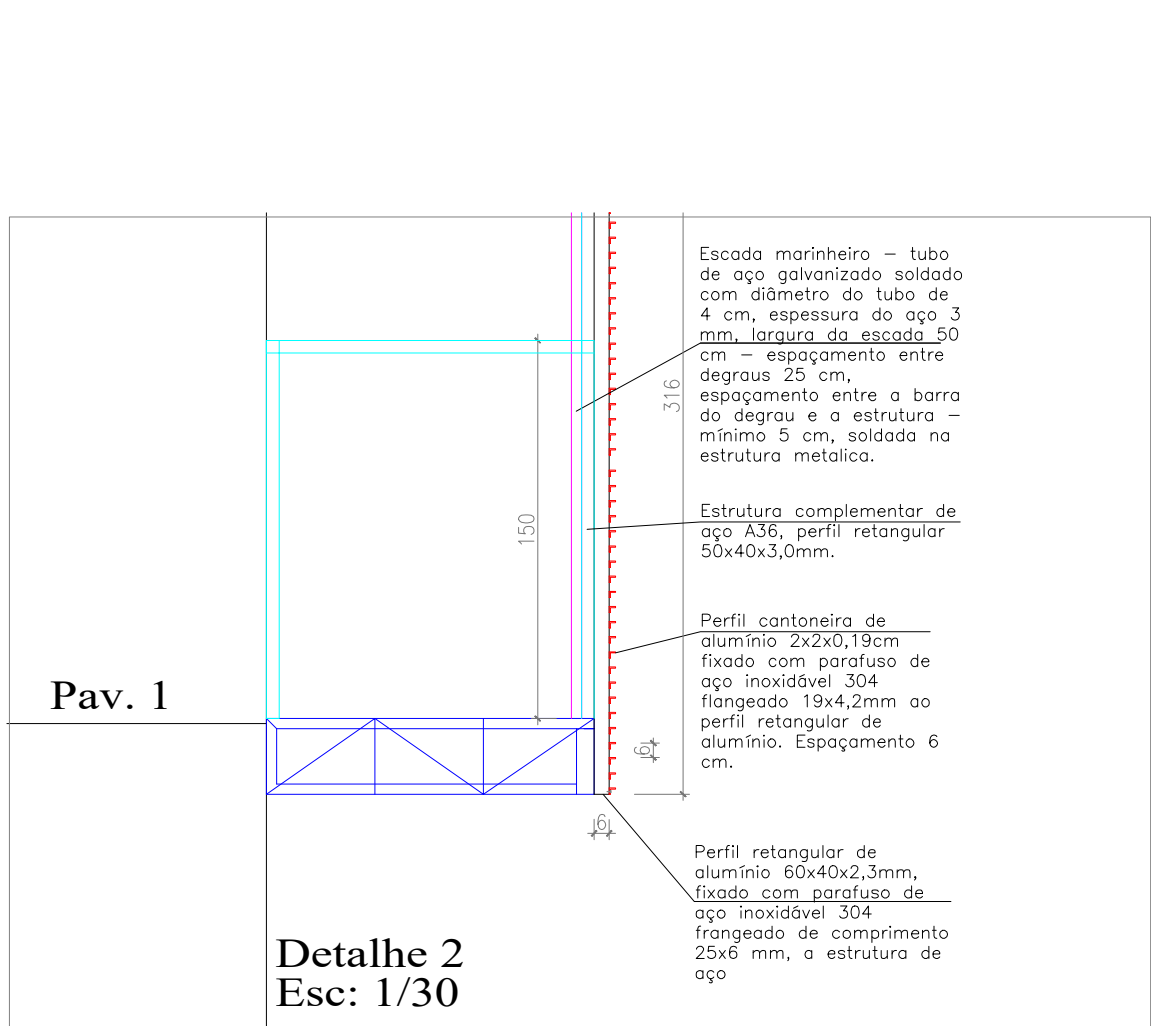 Escada marinheiro – tubo
de aço galvanizado soldado
com diâmetro do tubo de
4 cm, espessura do aço 3
mm, largura da escada 50
cm – espaçamento entre
degraus 25 cm,
espaçamento entre a barra
do degrau e a estrutura –
mínimo 5 cm, soldada na
estrutura metalica.
316
150
Estrutura complementar de
aço A36, perfil retangular
50x40x3,0mm.
Perfil cantoneira de
alumínio 2x2x0,19cm
fixado com parafuso de
aço inoxidável 304
flangeado 19x4,2mm ao
perfil retangular de
alumínio. Espaçamento 6
cm.
Pav. 1
6
6
Perfil retangular de
alumínio 60x40x2,3mm,
fixado com parafuso de
aço inoxidável 304
frangeado de comprimento
25x6 mm, a estrutura de
aço
Detalhe 2
Esc: 1/30